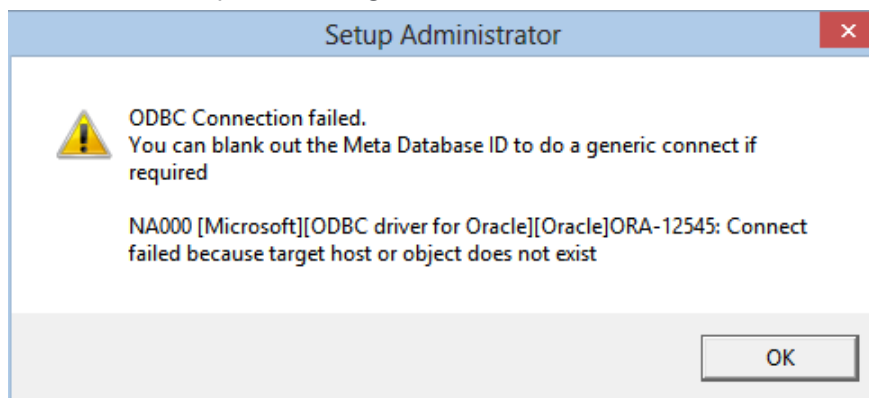 Setup Administrator
ODBC Connection failed.
You can blank out the Meta Database ID to do a generic connect if
required
NA000 [Microsoft][ODBC driver for Oracle][Oracle]ORA-12545: Connect
failed because target host or object does not exist
OK